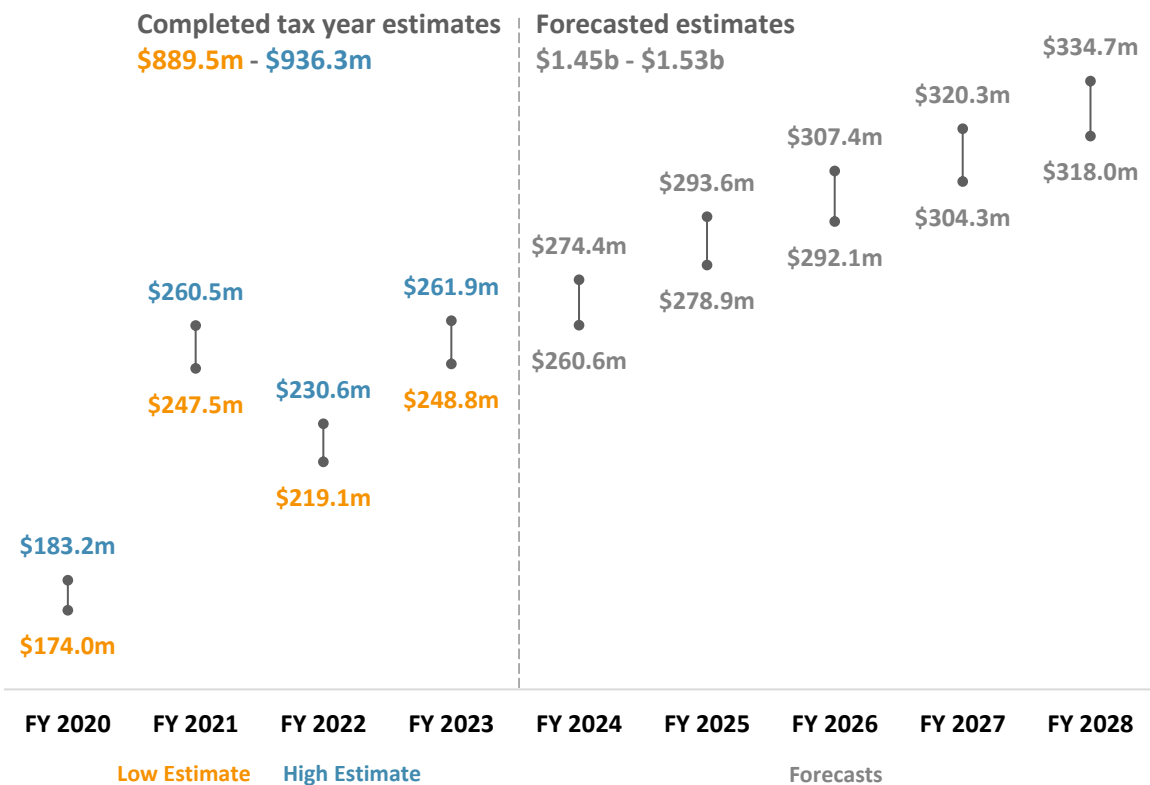 Completed tax year estimates
$889.5m - $936.3m
Forecasted estimates
$1.45b - $1.53b
$183.2m
$174.0m
$260.5m
$247.5m
$230.6m
$219.1m
$261.9m
$248.8m
$274.4m
$260.6m
$293.6m
$278.9m
$307.4m
$292.1m
$320.3m
$304.3m
$334.7m
$318.0m
FY 2020 FY 2021 FY 2022 FY 2023 FY 2024 FY 2025 FY 2026 FY 2027 FY 2028
Low Estimate High Estimate Forecasts